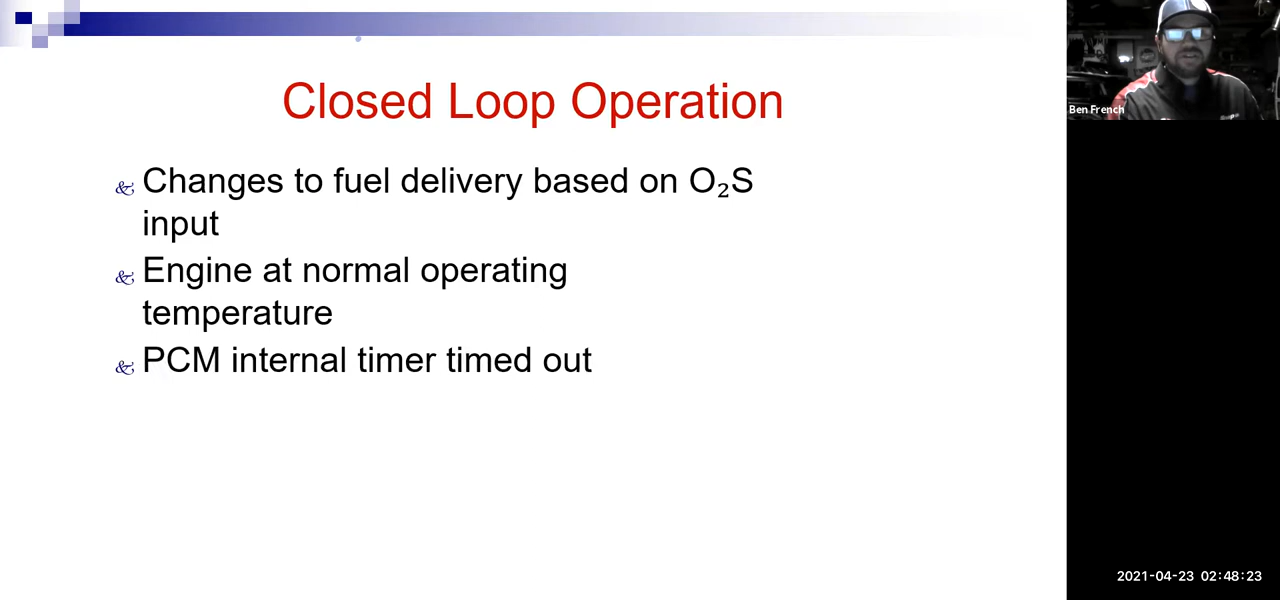 Closed Loop Operation
Changes to fuel delivery based on O₂S
input
Engine at normal operating
temperature
PCM internal timer timed out
Ben French
2021-04-23 02:48:23